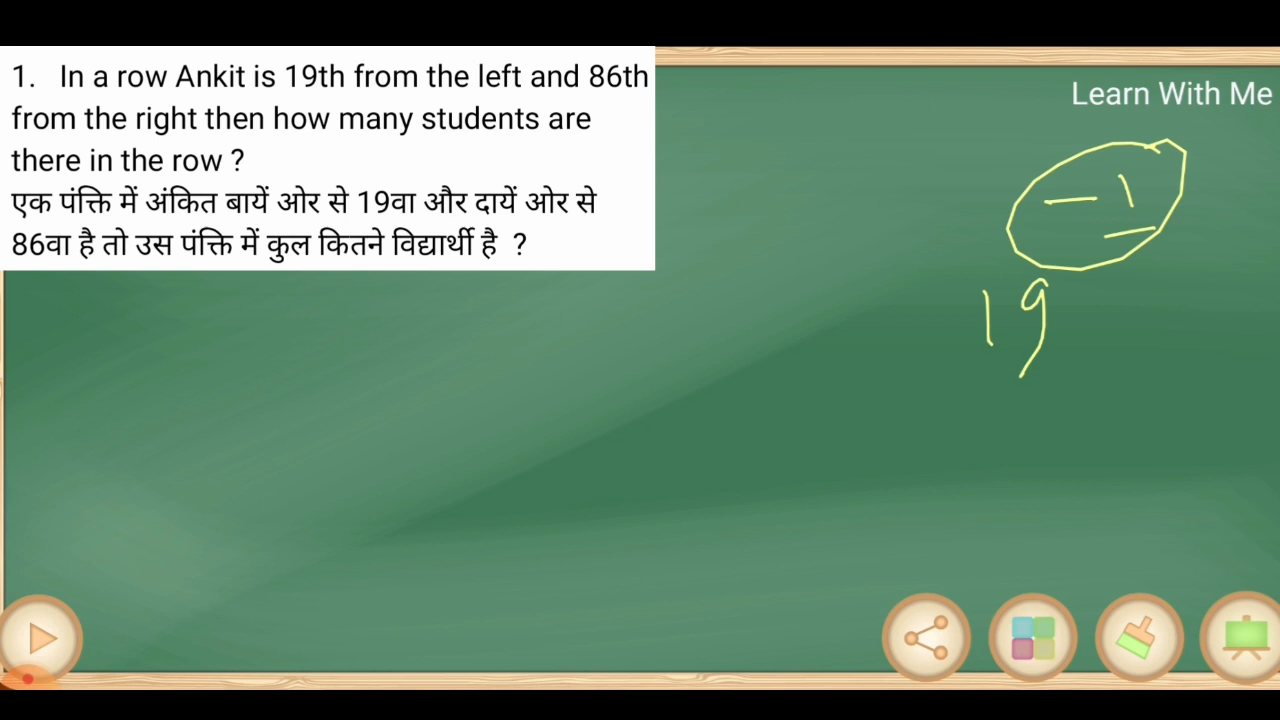 1. In a row Ankit is 19th from the left and 86th
from the right then how many students are
there in the row ?
एक पंक्ति में अंकित बायें ओर से 19वा और दायें ओर से
86वा है तो उस पंक्ति में कुल कितने विद्यार्थी है ?
Learn With Me
– 1
19